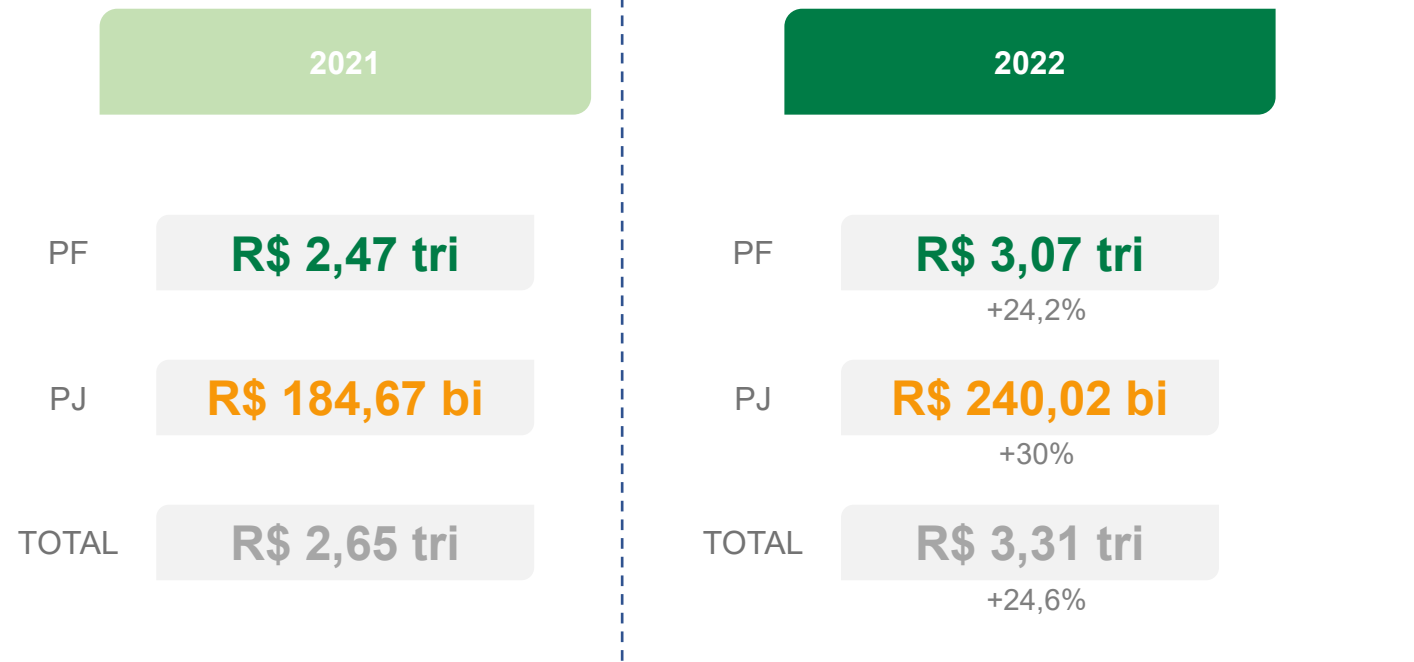 2021
PF R$ 2,47 tri
PJ R$ 184,67 bi
TOTAL R$ 2,65 tri
2022
PF R$ 3,07 tri
+24,2%
PJ R$ 240,02 bi
+30%
TOTAL R$ 3,31 tri
+24,6%